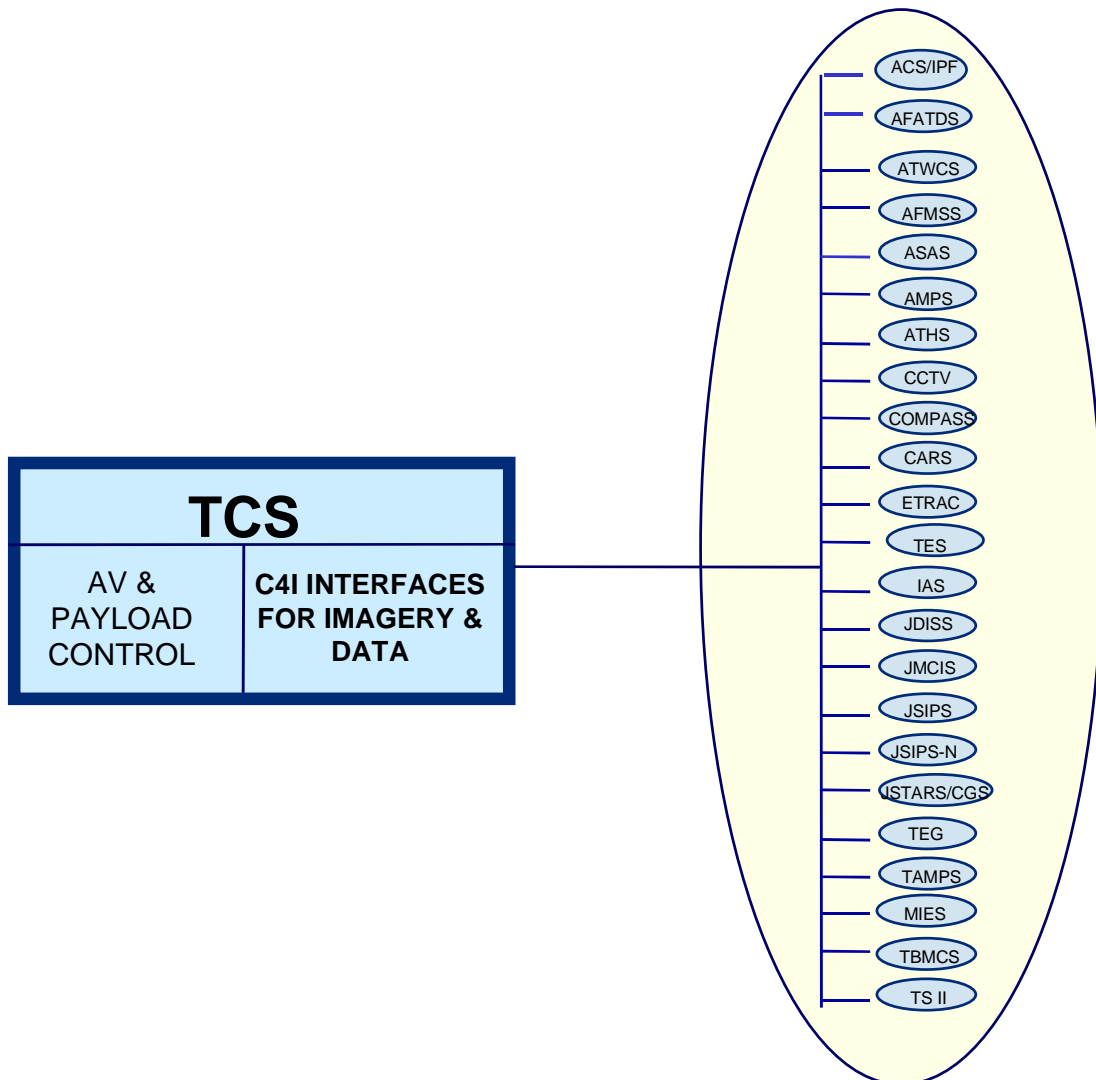 TCS
AV &
PAYLOAD
CONTROL
C4I INTERFACES
FOR IMAGERY &
DATA
ACS/IPF
AFATDS
ATWCS
AFMSS
ASAS
AMPS
ATHS
CCTV
COMPASS
CARS
ETRAC
TES
IAS
JDISS
JMCIS
JSIPS
JSIPS-N
JSTARS/CGS
TEG
TAMPS
MIES
TBMCS
TS II